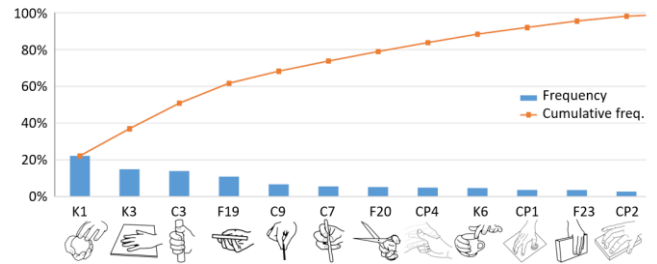 100%
80%
60%
40%
20%
0%
Frequency
Cumulative freq.
K1 K3 C3 F19 C9 C7 F20 CP4 K6 CP1 F23 CP2